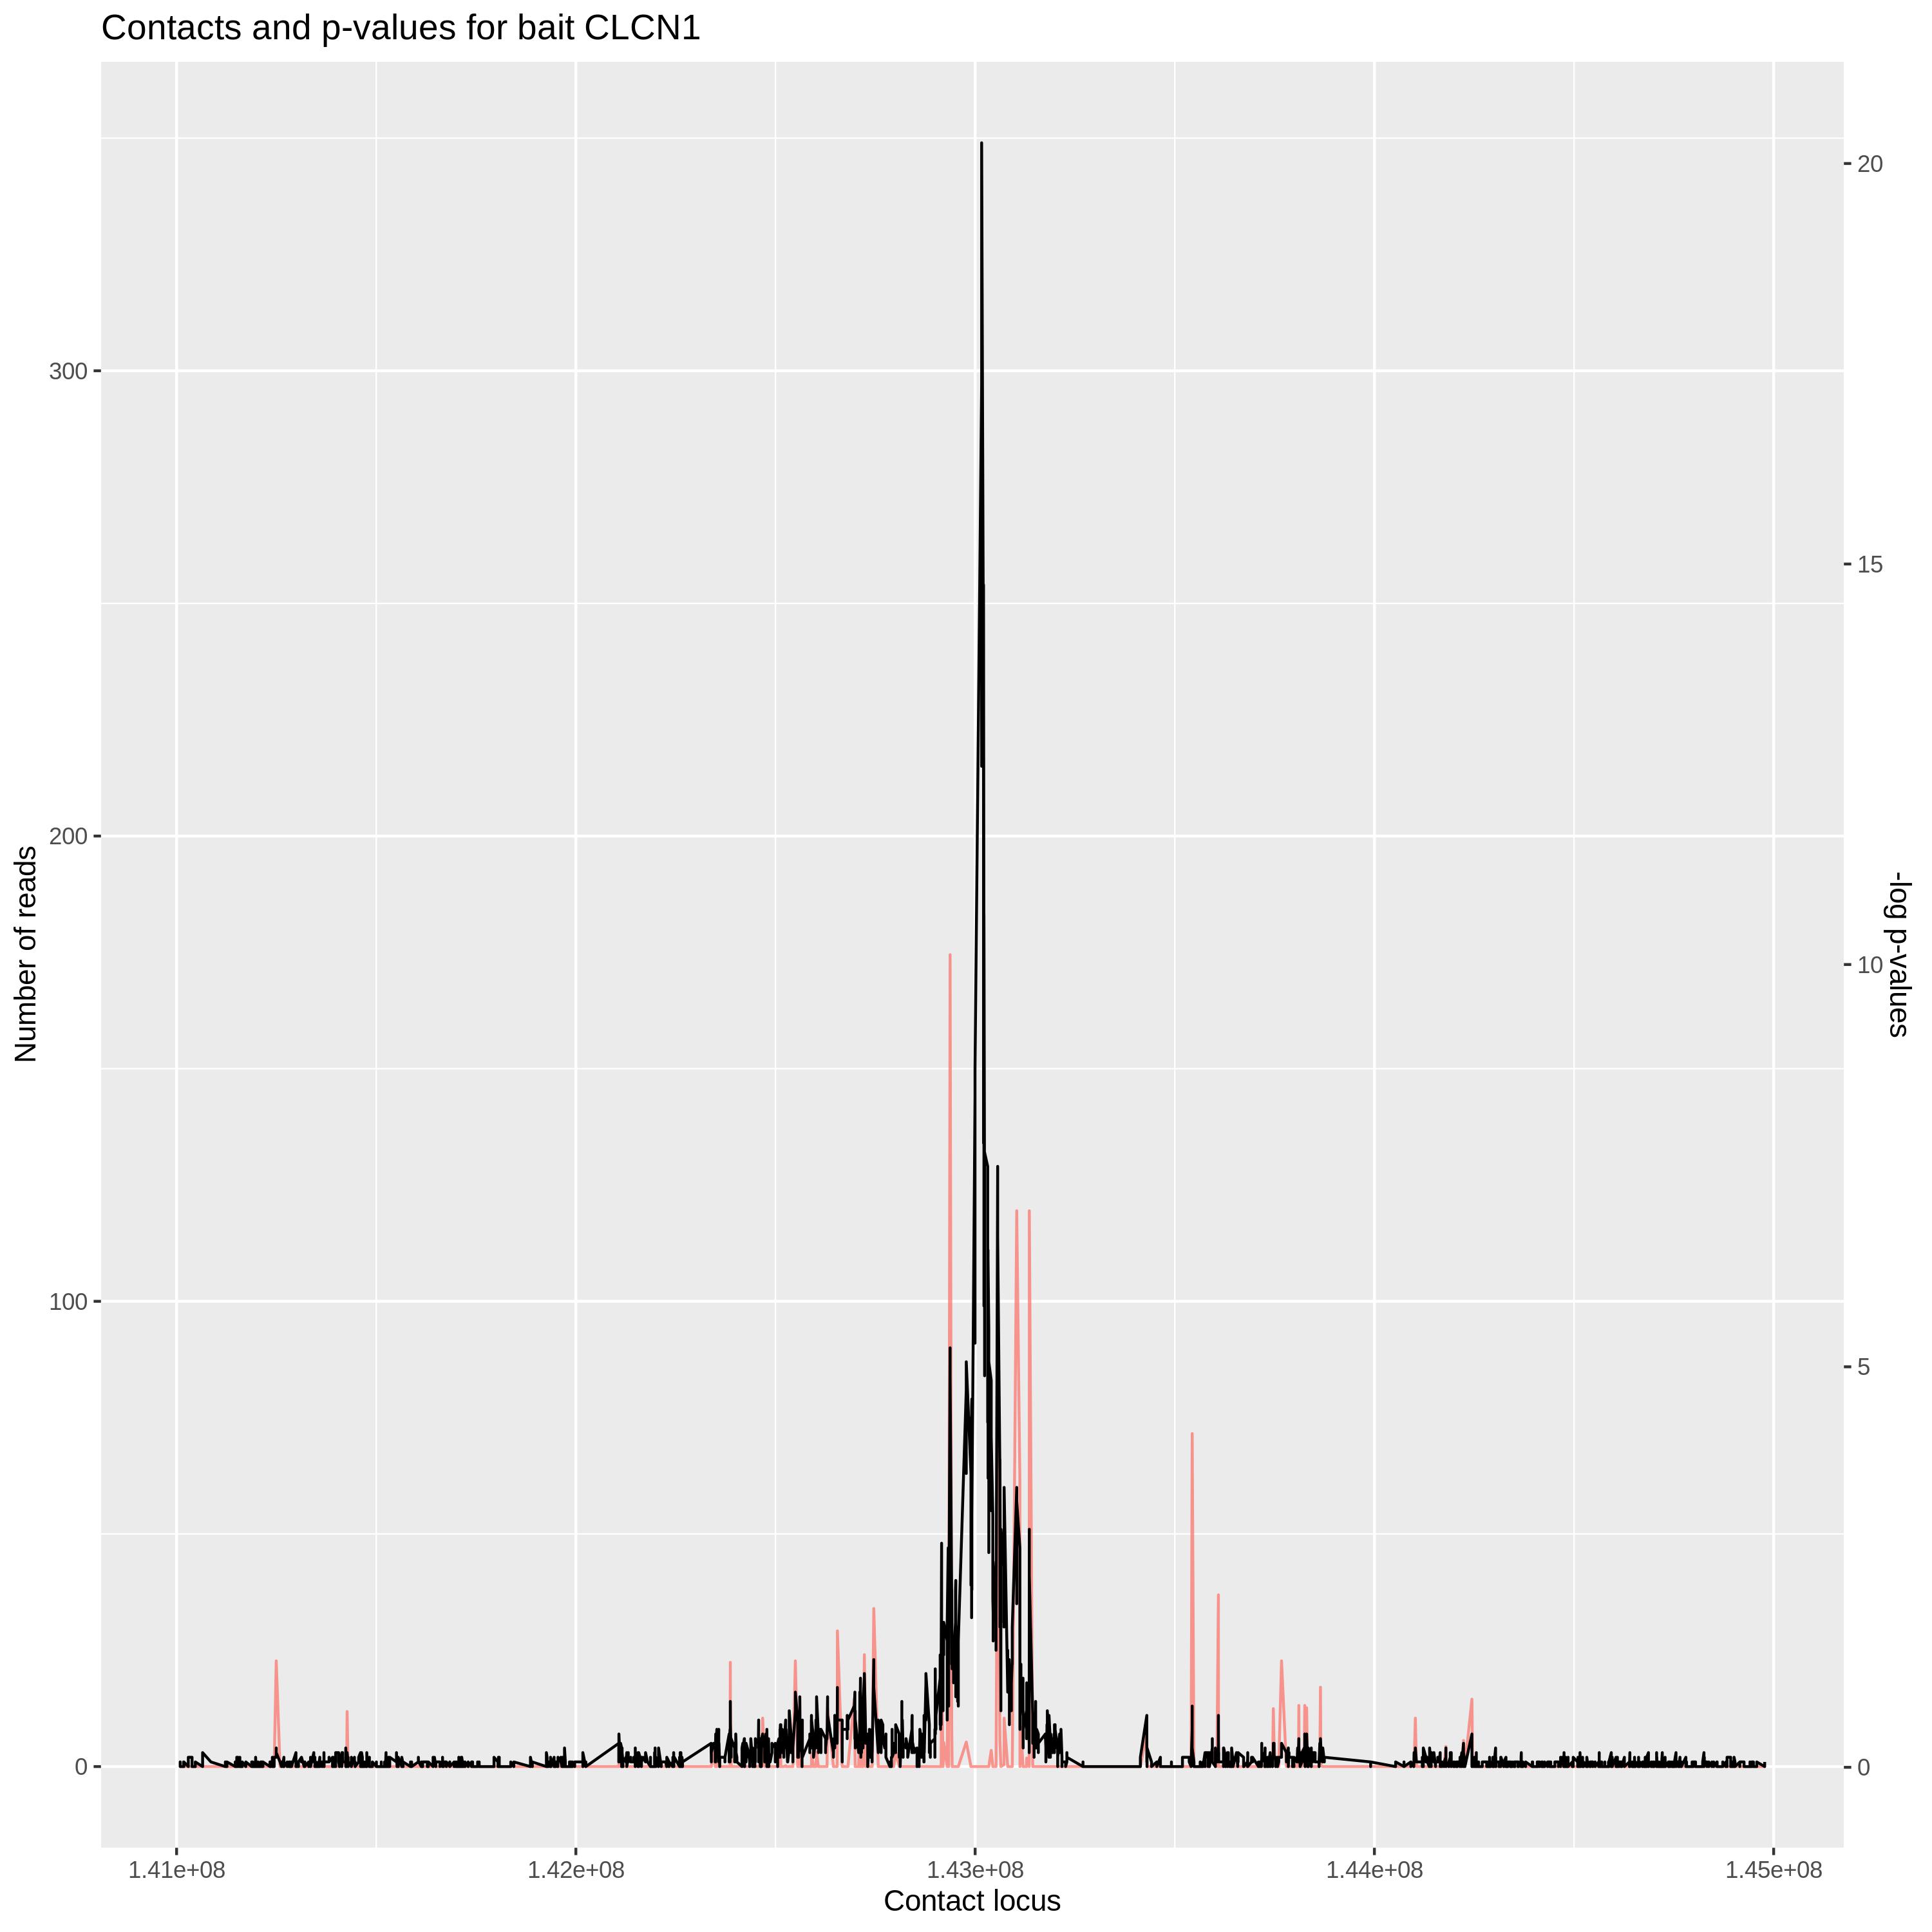 Contacts and p-values for bait CLCN1
Number of reads
300
200
100
0
20
15
10
5
0
-log p-values
1.41e+08 1.42e+08 1.43e+08 1.44e+08 1.45e+08
Contact locus